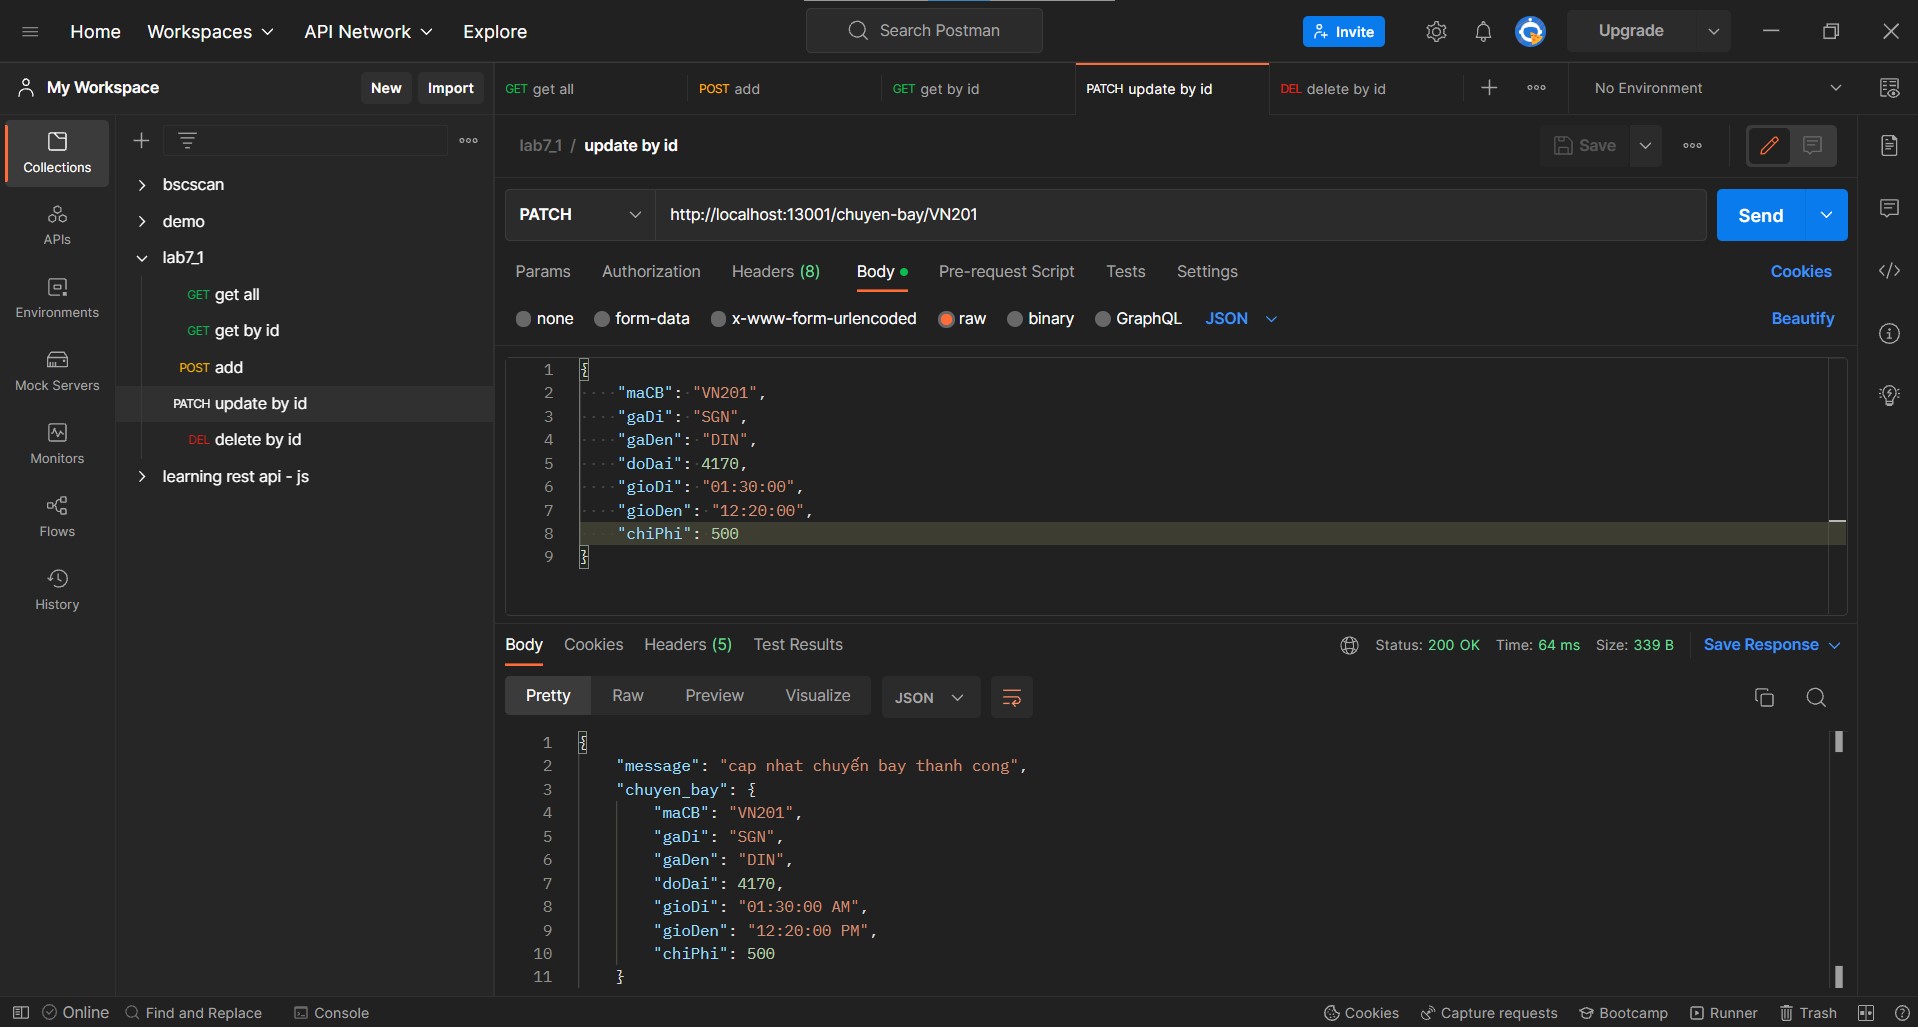 Home Workspaces API Network Explore Search Postman Invite Upgrade
My Workspace New Import GET get all POST add GET get by id PATCH update by id DEL delete by id No Environment
Collections
APIs
Environments
Mock Servers
Monitors
Flows
History
bscscan
demo
lab7_1
GET get all
GET get by id
POST add
PATCH update by id
DEL delete by id
learning rest api - js
lab7_1 / update by id Save
PATCH http://localhost:13001/chuyen-bay/VN201 Send
Params Authorization Headers (8) Body Pre-request Script Tests Settings Cookies
none form-data x-www-form-urlencoded raw binary GraphQL JSON Beautify
1 {
2 "maCB": "VN201",
3 "gaDi": "SGN",
4 "gaDen": "DIN",
5 "doDai": 4170,
6 "gioDi": "01:30:00",
7 "gioDen": "12:20:00",
8 "chiPhi": 500
9 }
Body Cookies Headers (5) Test Results Status: 200 OK Time: 64 ms Size: 339 B Save Response
Pretty Raw Preview Visualize JSON
1 {
2 "message": "cap nhat chuyến bay thanh cong",
3 "chuyen_bay": {
4 "maCB": "VN201",
5 "gaDi": "SGN",
6 "gaDen": "DIN",
7 "doDai": 4170,
8 "gioDi": "01:30:00 AM",
9 "gioDen": "12:20:00 PM",
10 "chiPhi": 500
11 }
Online Find and Replace Console Cookies Capture requests Bootcamp Runner Trash